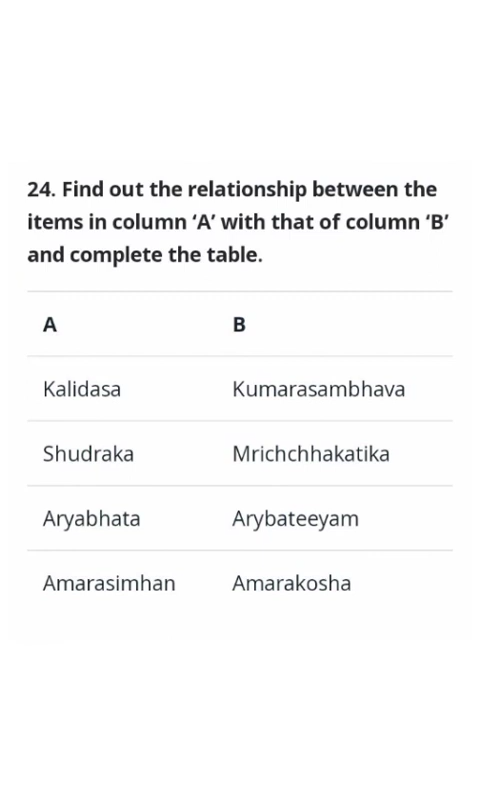 24. Find out the relationship between the
items in column ‘A’ with that of column ‘B’
and complete the table.
A B
Kalidasa Kumarasambhava
Shudraka Mrichchhakatika
Aryabhata Arybateeyam
Amarasimhan Amarakosha